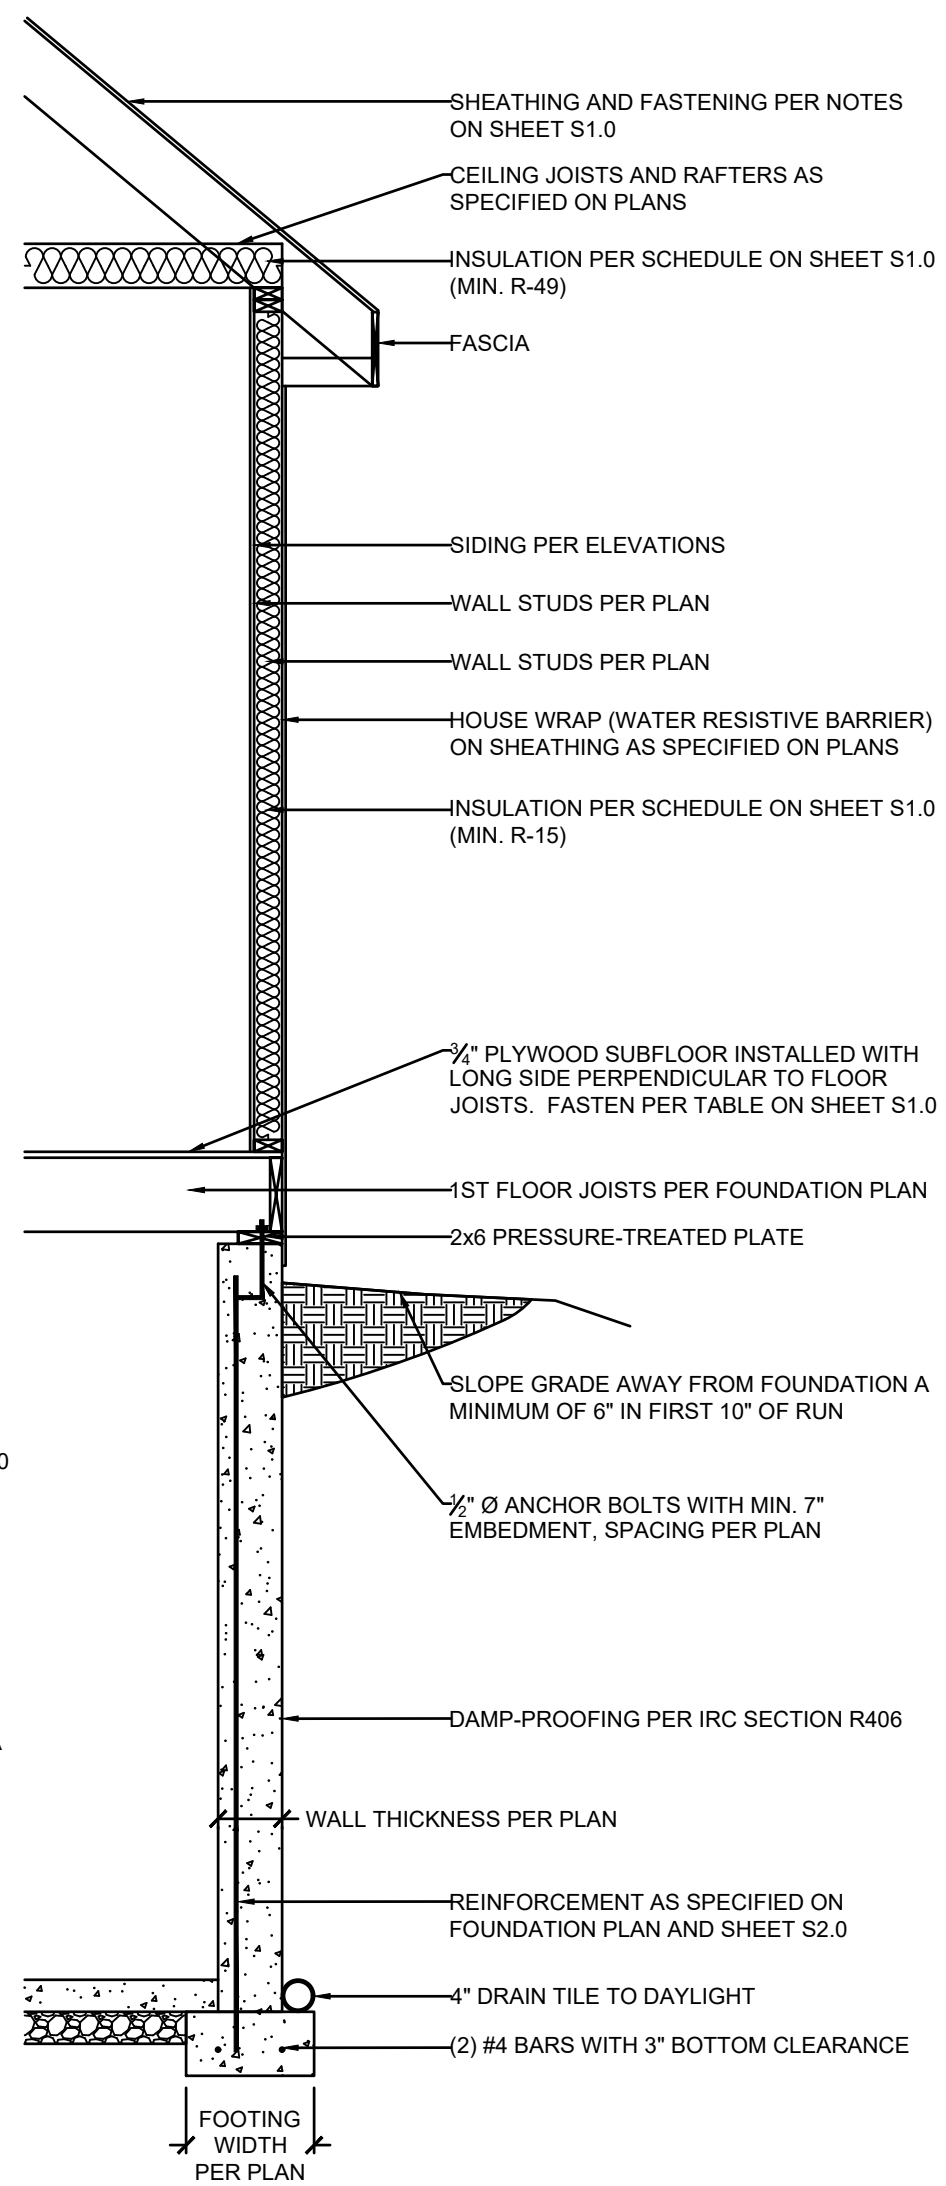 SHEATHING AND FASTENING PER NOTES
ON SHEET S1.0
CEILING JOISTS AND RAFTERS AS
SPECIFIED ON PLANS
INSULATION PER SCHEDULE ON SHEET S1.0
(MIN. R-49)
FASCIA
SIDING PER ELEVATIONS
WALL STUDS PER PLAN
WALL STUDS PER PLAN
HOUSE WRAP (WATER RESISTIVE BARRIER)
ON SHEATHING AS SPECIFIED ON PLANS
INSULATION PER SCHEDULE ON SHEET S1.0
(MIN. R-15)
3/4" PLYWOOD SUBFLOOR INSTALLED WITH
LONG SIDE PERPENDICULAR TO FLOOR
JOISTS. FASTEN PER TABLE ON SHEET S1.0
1ST FLOOR JOISTS PER FOUNDATION PLAN
2x6 PRESSURE-TREATED PLATE
SLOPE GRADE AWAY FROM FOUNDATION A
MINIMUM OF 6" IN FIRST 10" OF RUN
0
1/2" Ø ANCHOR BOLTS WITH MIN. 7"
EMBEDMENT, SPACING PER PLAN
DAMP-PROOFING PER IRC SECTION R406
WALL THICKNESS PER PLAN
REINFORCEMENT AS SPECIFIED ON
FOUNDATION PLAN AND SHEET S2.0
4" DRAIN TILE TO DAYLIGHT
(2) #4 BARS WITH 3" BOTTOM CLEARANCE
FOOTING
WIDTH
PER PLAN